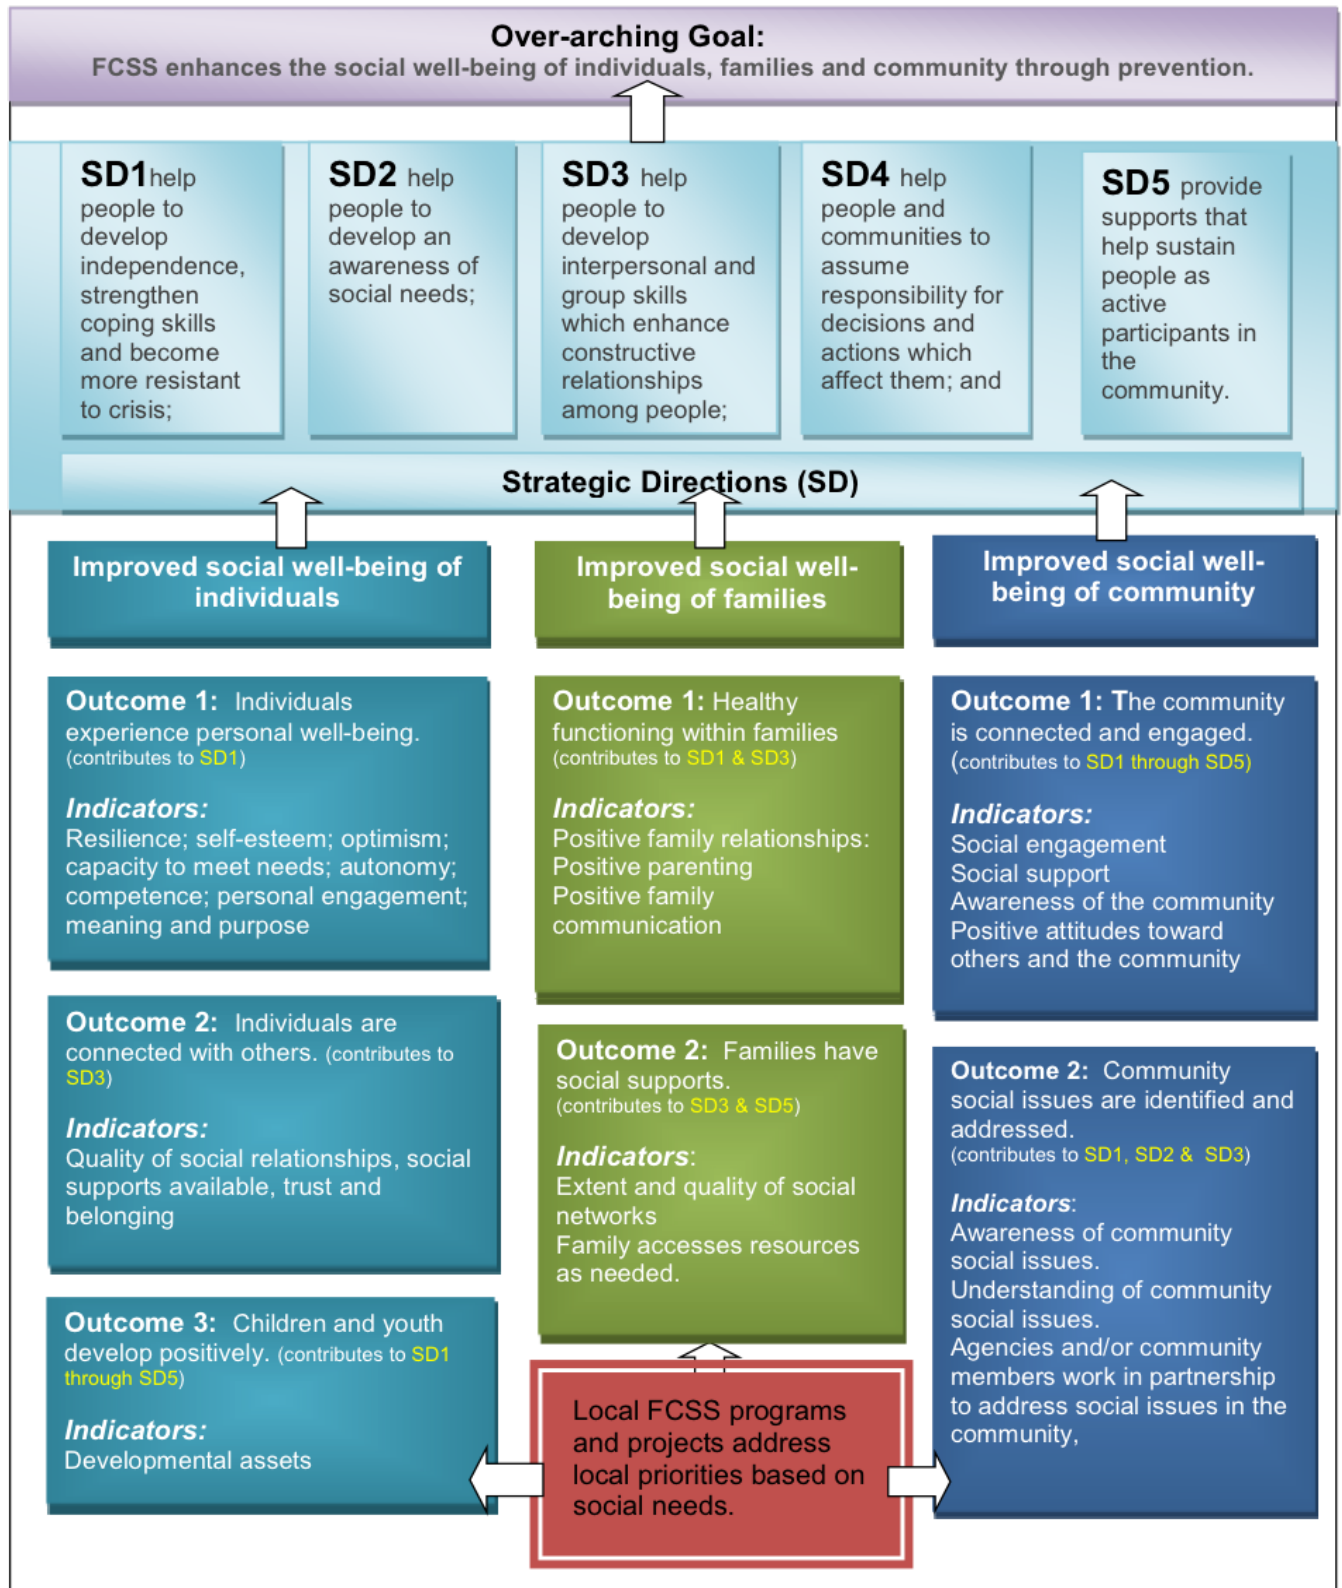 Over-arching Goal:
FCSS enhances the social well-being of individuals, families and community through prevention.
SD1help
people to
develop
independence,
strengthen
coping skills
and become
more resistant
to crisis;
SD2 help
people to
develop an
awareness of
social needs;
SD3 help
people to
develop
interpersonal and
group skills
which enhance
constructive
relationships
among people;
SD4 help
people and
communities to
assume
responsibility for
decisions and
actions which
affect them; and
SD5 provide
supports that
help sustain
people as
active
participants in
the
community.
Strategic Directions (SD)
Improved social well-being of
individuals
Outcome 1: Individuals
experience personal well-being.
(contributes to SD1)
Indicators:
Resilience; self-esteem; optimism;
capacity to meet needs; autonomy;
competence; personal engagement;
meaning and purpose
Outcome 2: Individuals are
connected with others. (contributes to
SD3)
Indicators:
Quality of social relationships, social
supports available, trust and
belonging
Outcome 3: Children and youth
develop positively. (contributes to SD1
through SD5)
Indicators:
Developmental assets
Improved social well-
being of families
Outcome 1: Healthy
functioning within families
(contributes to SD1 & SD3)
Indicators:
Positive family relationships:
Positive parenting
Positive family
communication
Outcome 2: Families have
social supports.
(contributes to SD3 & SD5)
Indicators:
Extent and quality of social
networks
Family accesses resources
as needed.
Improved social well-
being of community
Outcome 1: The community
is connected and engaged.
(contributes to SD1 through SD5)
Indicators:
Social engagement
Social support
Awareness of the community
Positive attitudes toward
others and the community
Outcome 2: Community
social issues are identified and
addressed.
(contributes to SD1, SD2 & SD3)
Indicators:
Awareness of community
social issues.
Understanding of community
social issues.
Agencies and/or community
members work in partnership
to address social issues in the
community,
Local FCSS programs
and projects address
local priorities based on
social needs.